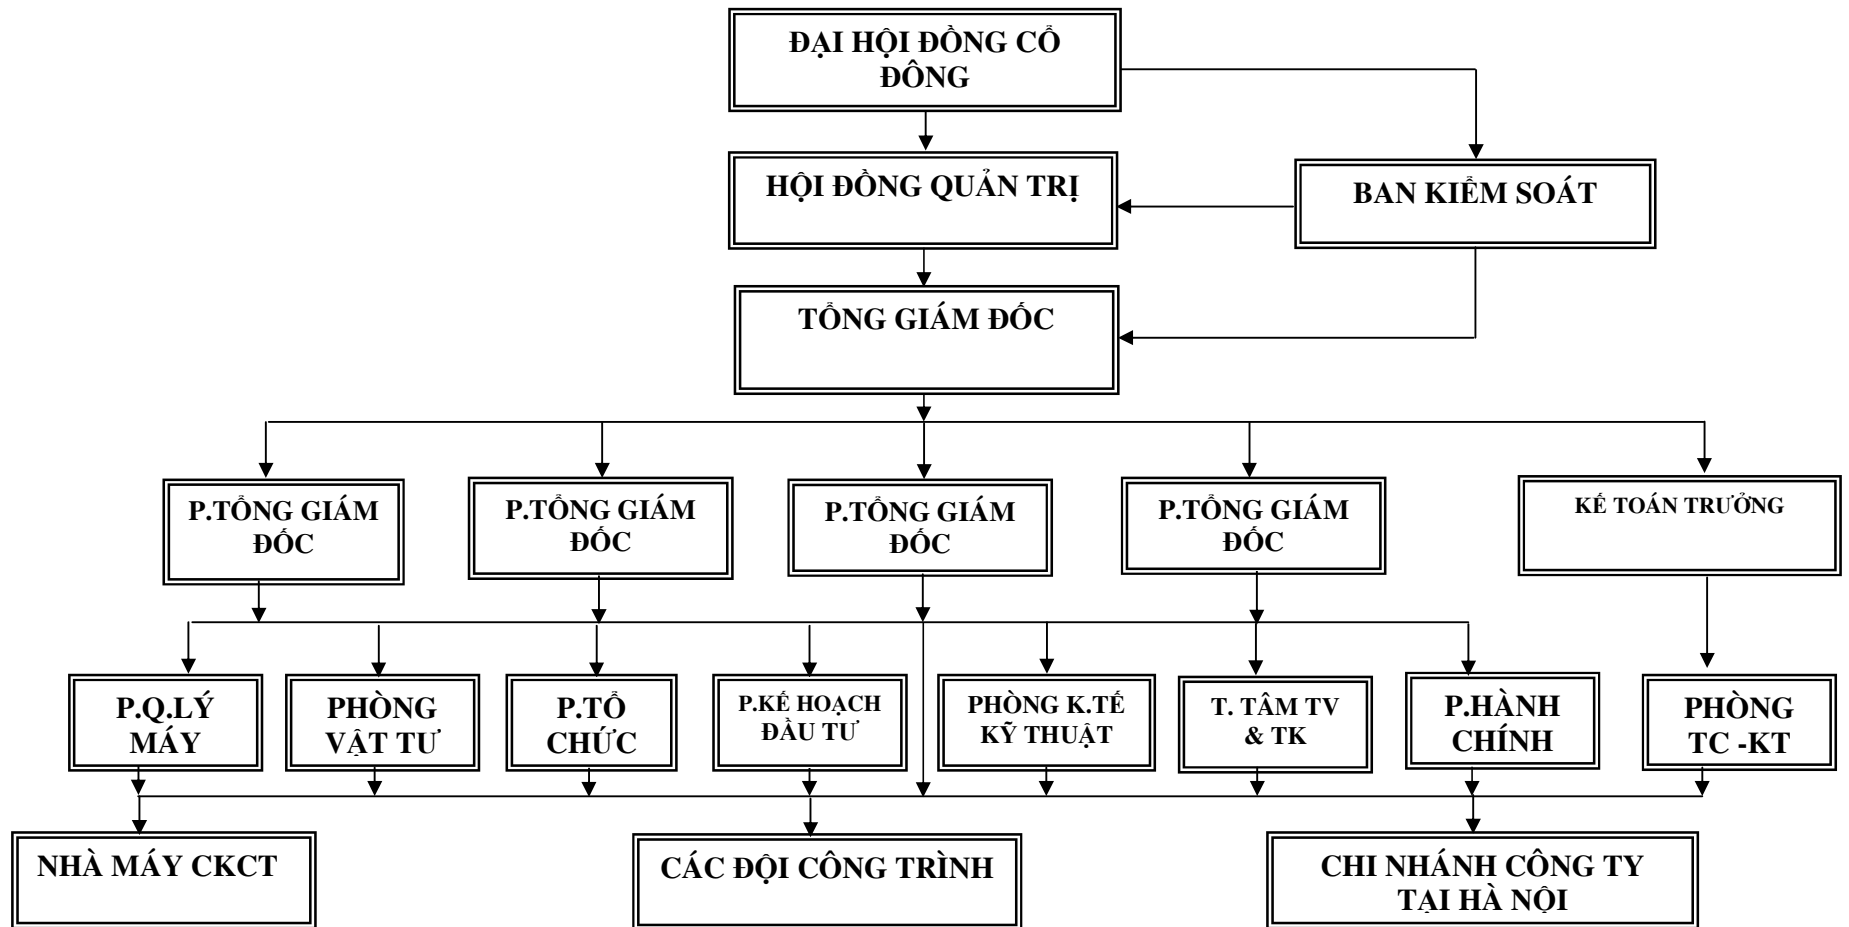 ĐẠI HỘI ĐỒNG CỔ
ĐÔNG
HỘI ĐỒNG QUẢN TRỊ
BAN KIỂM SOÁT
TỔNG GIÁM ĐỐC
P.TỔNG GIÁM
ĐỐC
P.TỔNG GIÁM
ĐỐC
P.TỔNG GIÁM
ĐỐC
P.TỔNG GIÁM
ĐỐC
KẾ TOÁN TRƯỞNG
P.Q.LÝ
MÁY
PHÒNG
VẬT TƯ
P.TỔ
CHỨC
P.KẾ HOẠCH
ĐẦU TƯ
PHÒNG K.TẾ
KỸ THUẬT
T. TÂM TV
& TK
P.HÀNH
CHÍNH
PHÒNG
TC -KT
NHÀ MÁY CKCT
CÁC ĐỘI CÔNG TRÌNH
CHI NHÁNH CÔNG TY
TẠI HÀ NỘI